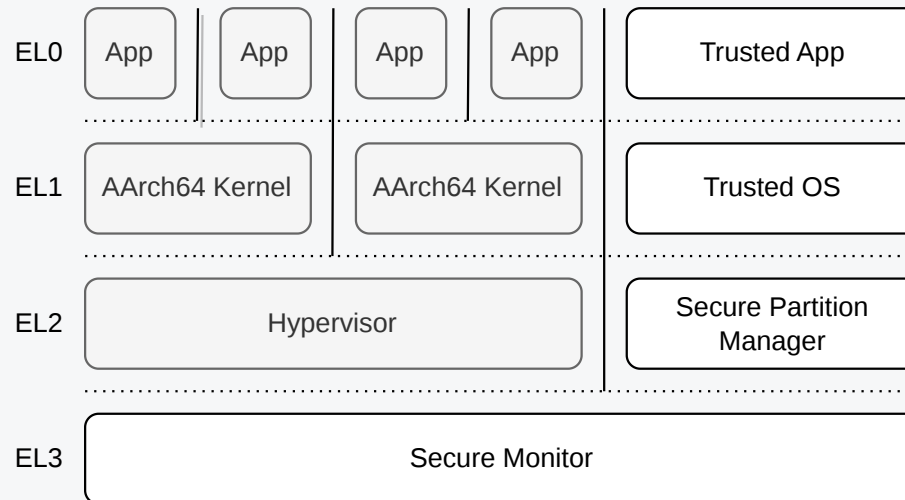 EL0
App
App
App
App
Trusted App
EL1
AArch64 Kernel
AArch64 Kernel
Trusted OS
EL2
Hypervisor
Secure Partition
Manager
EL3
Secure Monitor